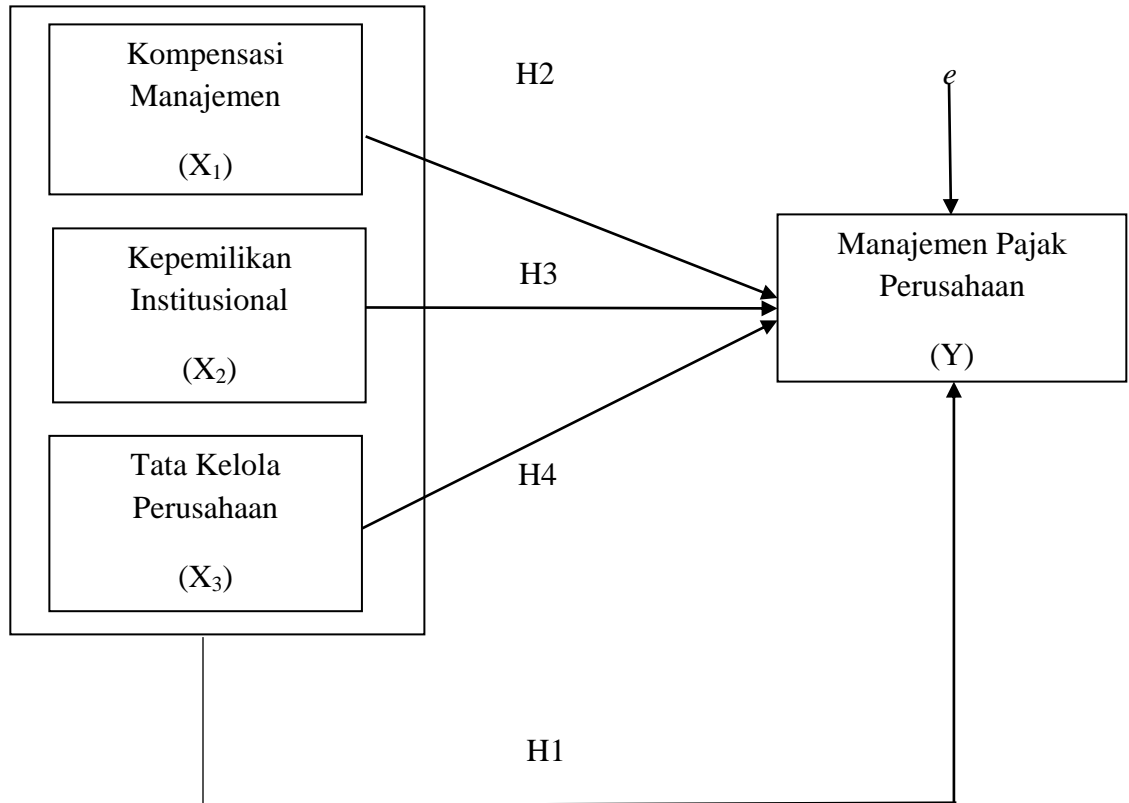 Kompensasi
Manajemen
(X₁)
H2
e
Kepemilikan
Institusional
(X₂)
H3
Manajemen Pajak
Perusahaan
(Y)
Tata Kelola
Perusahaan
(X₃)
H4
H1